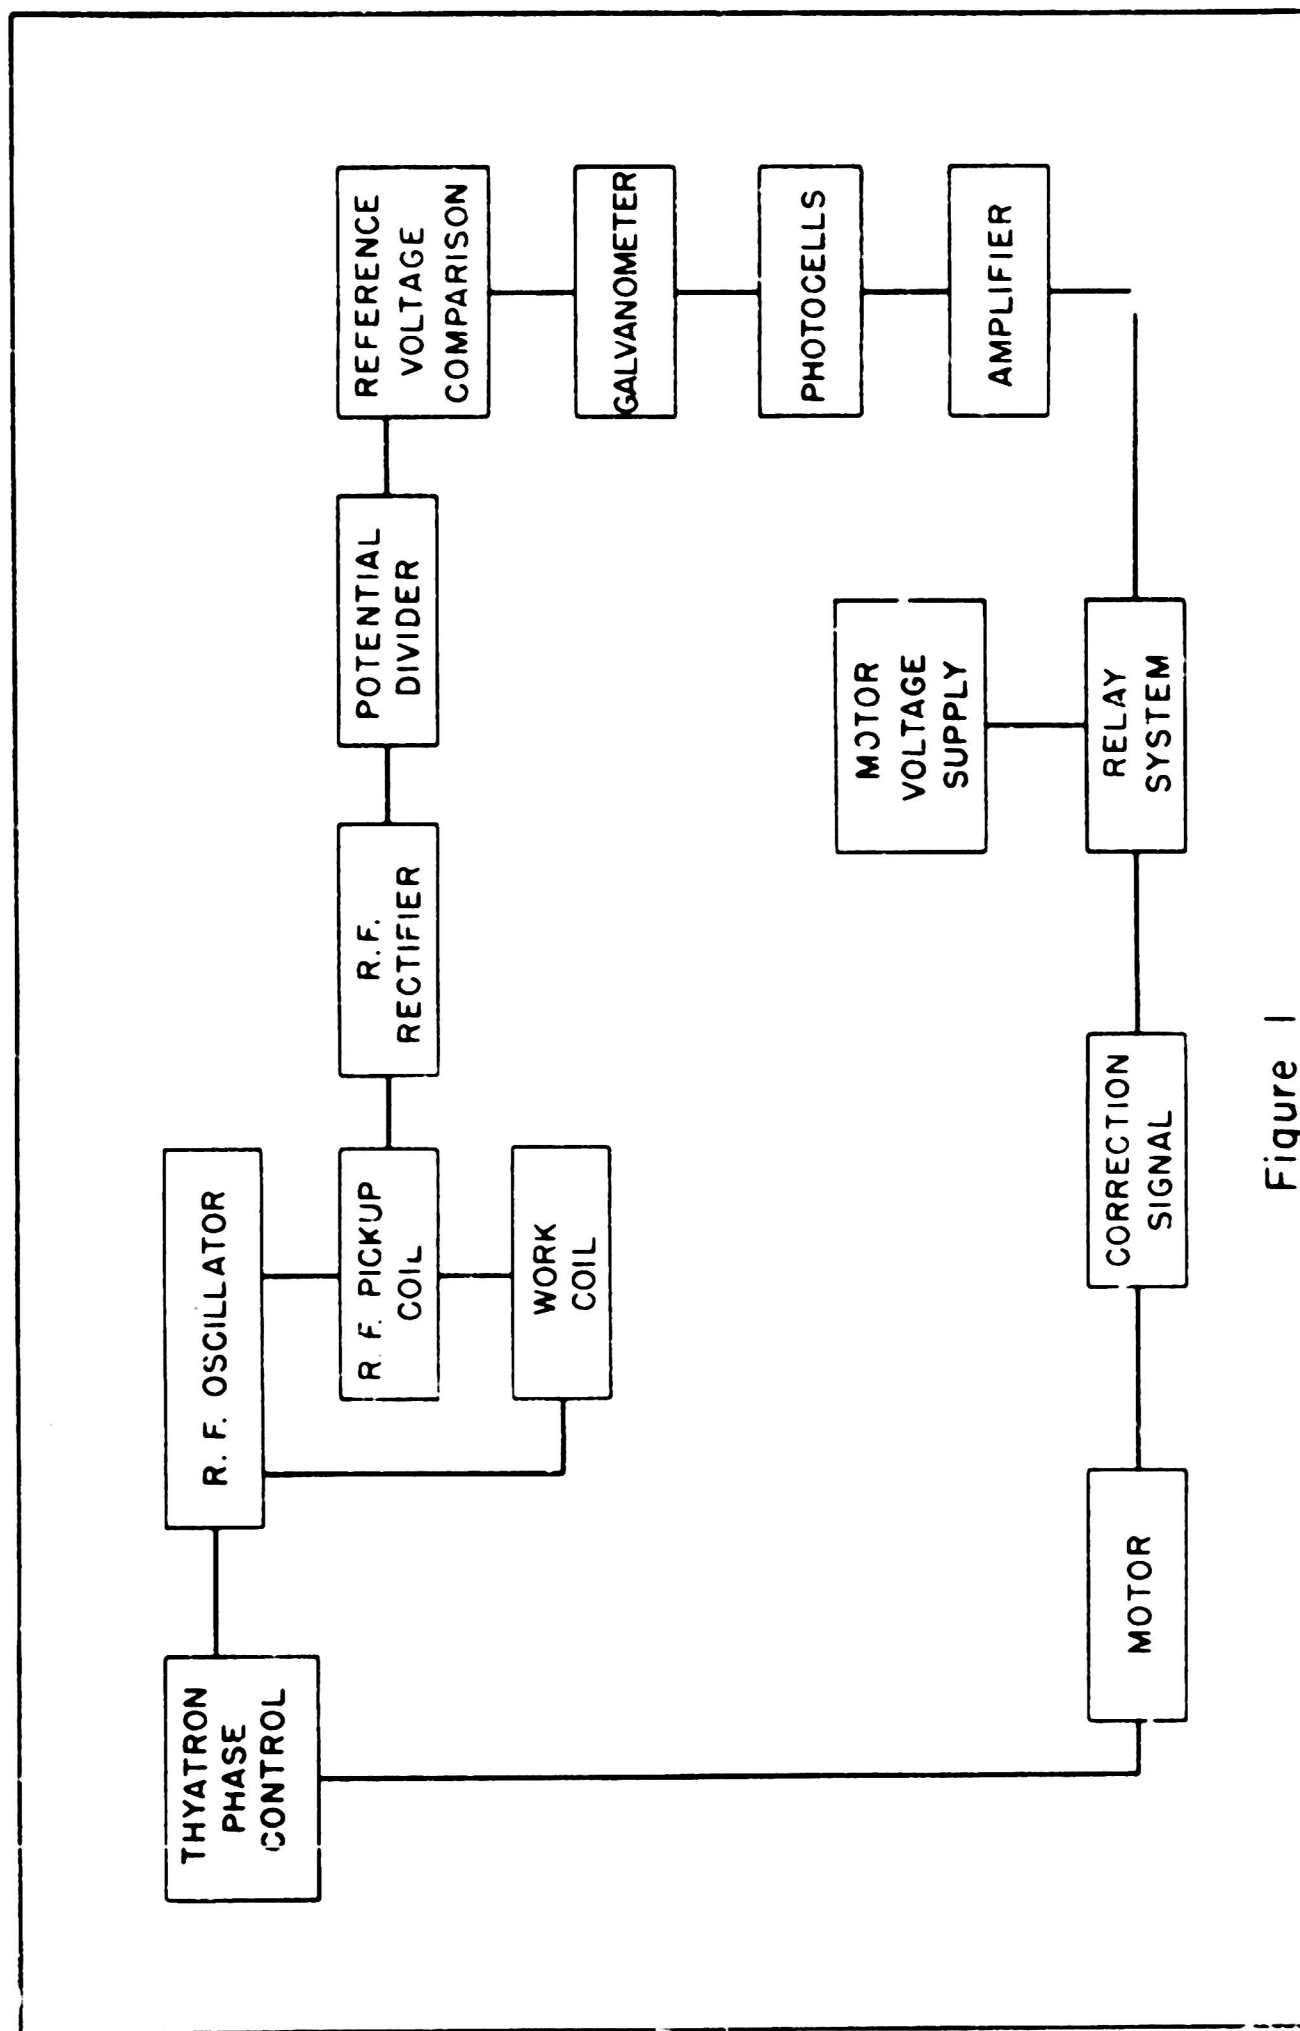 THYATRON
PHASE
CONTROL
R. F. OSCILLATOR
R. F. PICKUP
COIL
WORK
COIL
R.F.
RECTIFIER
POTENTIAL
DIVIDER
REFERENCE
VOLTAGE
COMPARISON
GALVANOMETER
PHOTOCELLS
AMPLIFIER
MOTOR
VOLTAGE
SUPPLY
RELAY
SYSTEM
CORRECTION
SIGNAL
MOTOR
Figure 1